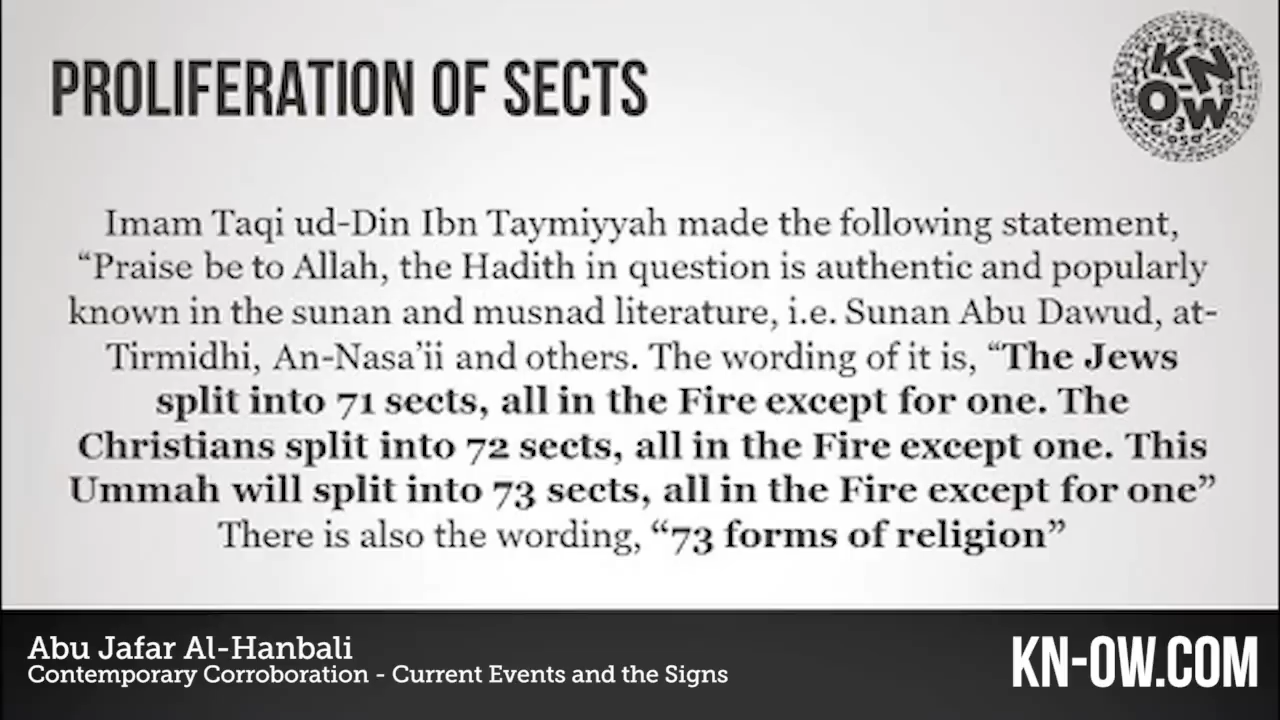 PROLIFERATION OF SECTS
KN
OW
Imam Taqi ud-Din Ibn Taymiyyah made the following statement,
“Praise be to Allah, the Hadith in question is authentic and popularly
known in the sunan and musnad literature, i.e. Sunan Abu Dawud, at-
Tirmidhi, An-Nasa’ii and others. The wording of it is, “The Jews
split into 71 sects, all in the Fire except for one. The
Christians split into 72 sects, all in the Fire except one. This
Ummah will split into 73 sects, all in the Fire except for one”
There is also the wording, “73 forms of religion”
Abu Jafar Al-Hanbali
Contemporary Corroboration - Current Events and the Signs
KN-OW.COM